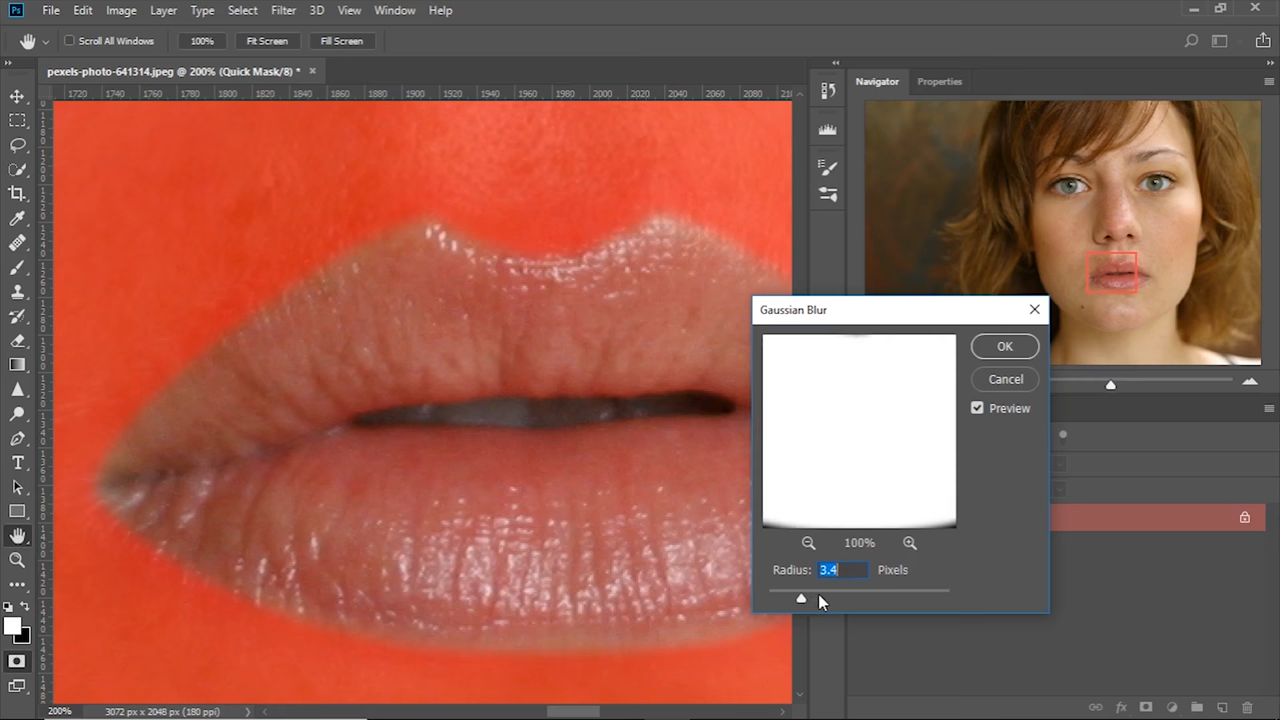 Ps File Edit Image Layer Type Select Filter 3D View Window Help
Scroll All Windows 100% Fit Screen Fill Screen
pexels-photo-641314.jpeg @ 200% (Quick Mask/8) *
Navigator Properties
1720 1740 1760 1780 1800 1820 1840 1860 1880 1900 1920 1940 1960 1980 2000 2020 2040 2060 2080
Gaussian Blur
OK
Cancel
Preview
100%
Radius: 3.4 Pixels
T
200% 3072 px x 2048 px (180 ppi)
fx